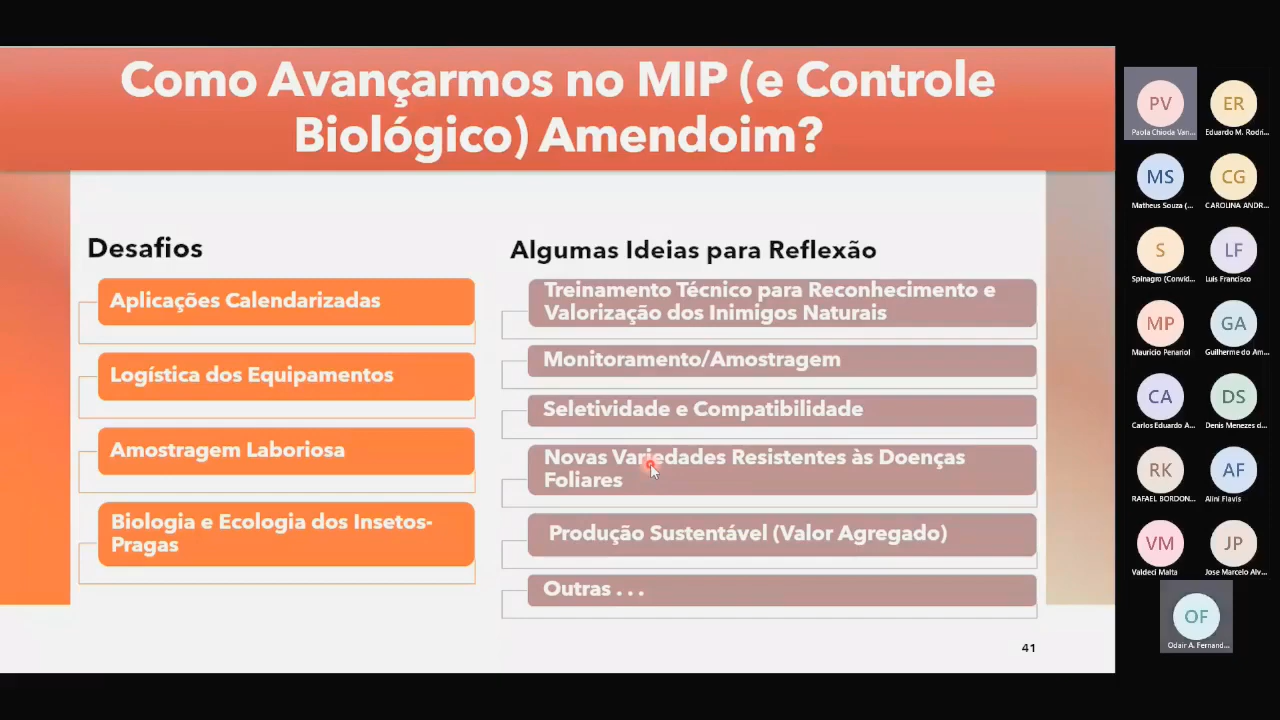 Como Avançarmos no MIP (e Controle
Biológico) Amendoim?
Desafios
Aplicações Calendarizadas
Logística dos Equipamentos
Amostragem Laboriosa
Biologia e Ecologia dos Insetos-
Pragas
Algumas Ideias para Reflexão
Treinamento Técnico para Reconhecimento e
Valorização dos Inimigos Naturais
Monitoramento/Amostragem
Seletividade e Compatibilidade
Novas Variedades Resistentes às Doenças
Foliares
Produção Sustentável (Valor Agregado)
Outras . . .
41
PV
Paola Chioda Van...
ER
Eduardo M. Rodri...
MS
Matheus Souza (...
CG
CAROLINA ANDR...
S
Spinagro (Convid...
LF
Luis Francisco
MP
Mauricio Penariol
GA
Guilherme do Am...
CA
Carlos Eduardo A...
DS
Denis Menezes d...
RK
RAFAEL BORDON...
AF
Alini Flavis
VM
Valdeci Malta
JP
Jose Marcelo Alv...
OF
Odair A. Fernand...